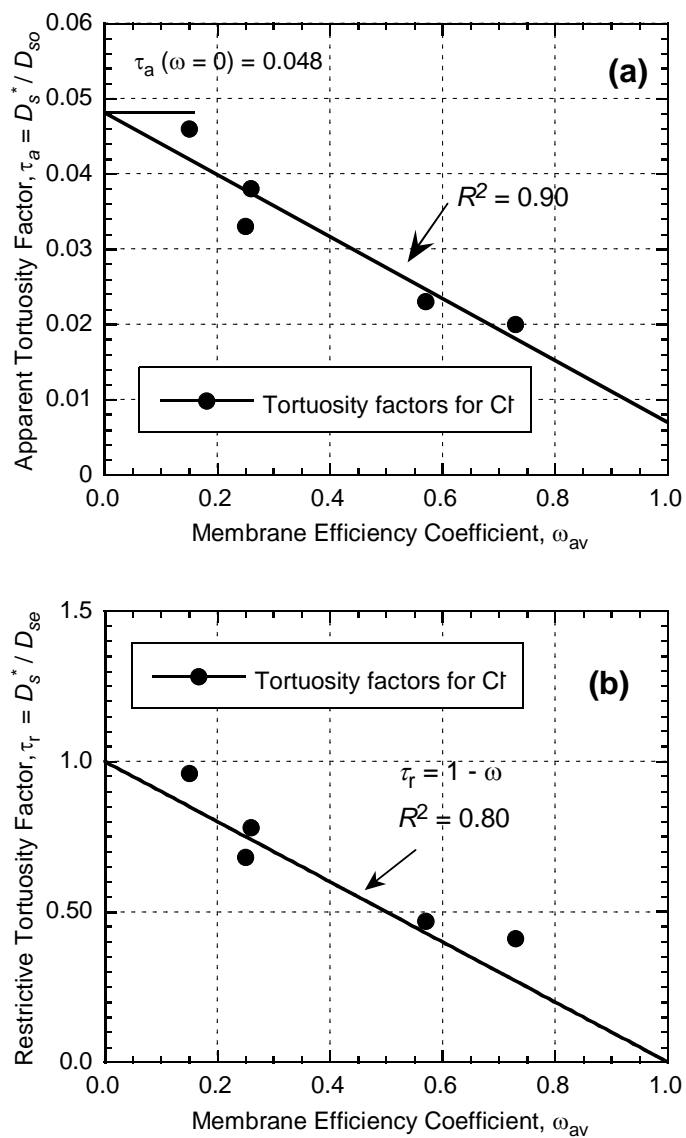 0.06
τa (ω = 0) = 0.048
(a)
0.05
0.04
R² = 0.90
0.03
0.02
Tortuosity factors for Cl
0.01
0
0.0 0.2 0.4 0.6 0.8 1.0
Apparent Tortuosity Factor, τa = Ds* / Dso
Membrane Efficiency Coefficient, ωav
1.5
Tortuosity factors for Cl
(b)
1.0
τr = 1 - ω
R² = 0.80
0.50
0.0
0.0 0.2 0.4 0.6 0.8 1.0
Restrictive Tortuosity Factor, τr = Ds* / Dse
Membrane Efficiency Coefficient, ωav